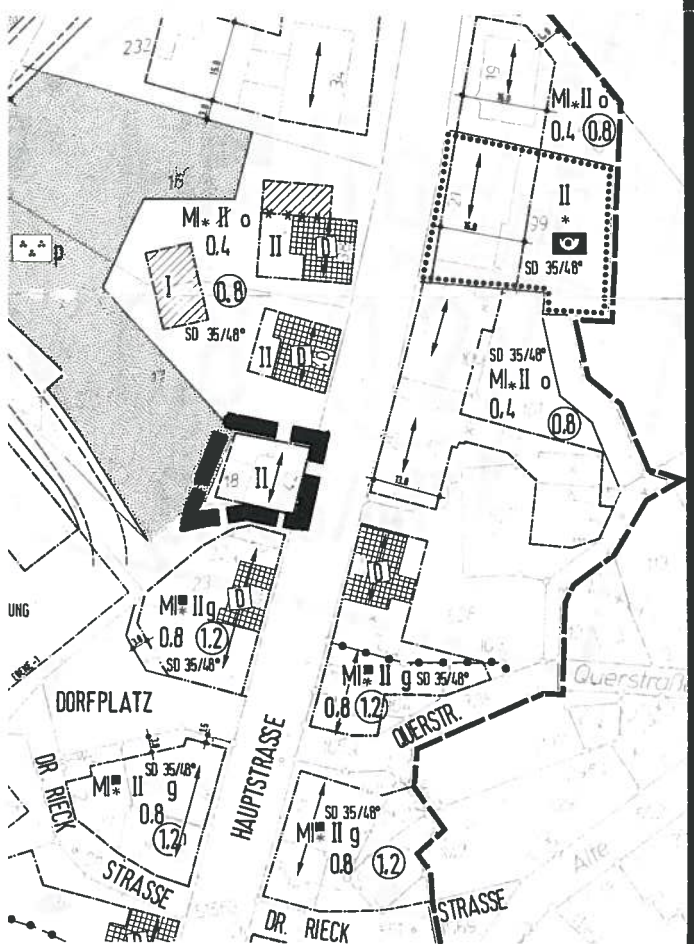 232
34
19
MI* II o
0,4 0,8
16
MI* II o
0,4
0,8
II
D
I
SD 35/48°
21
39
II
*
SD 35/48°
P
II
D
SD 35/48°
MI* II o
0,4
0,8
17
18
II
13.0
D
23
D
MI* II g
0,8 1,2
SD 35/48°
UNG
DORFPLATZ
MI* II g SD 35/48°
0,8 1,2
Querstraße
QUERSTR.
HAUPTSTRASSE
DR. RIECK
SD 35/48°
MI* II g
0,8
1,2
SD 35/48°
MI* II g
0,8 1,2
Alte
STRASSE
DR. RIECK
STRASSE
D